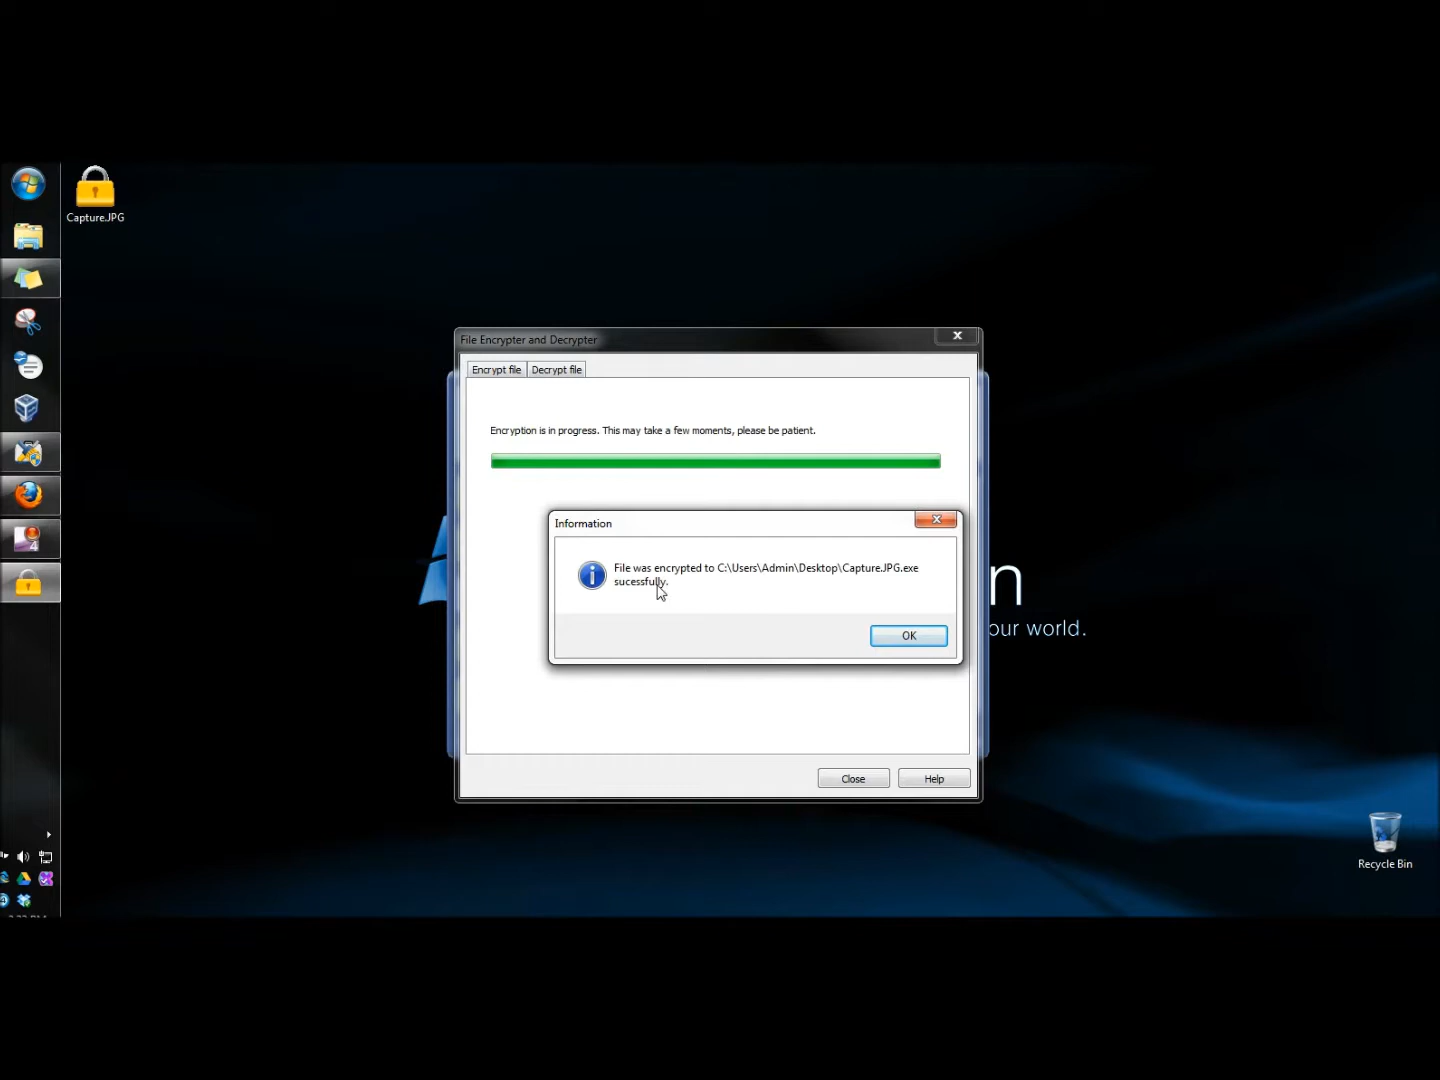 Capture.JPG
File Encrypter and Decrypter
Encrypt file
Decrypt file
Encryption is in progress. This may take a few moments, please be patient.
Information
File was encrypted to C:\Users\Admin\Desktop\Capture.JPG.exe
sucessfully.
OK
n
our world.
Close
Help
Recycle Bin